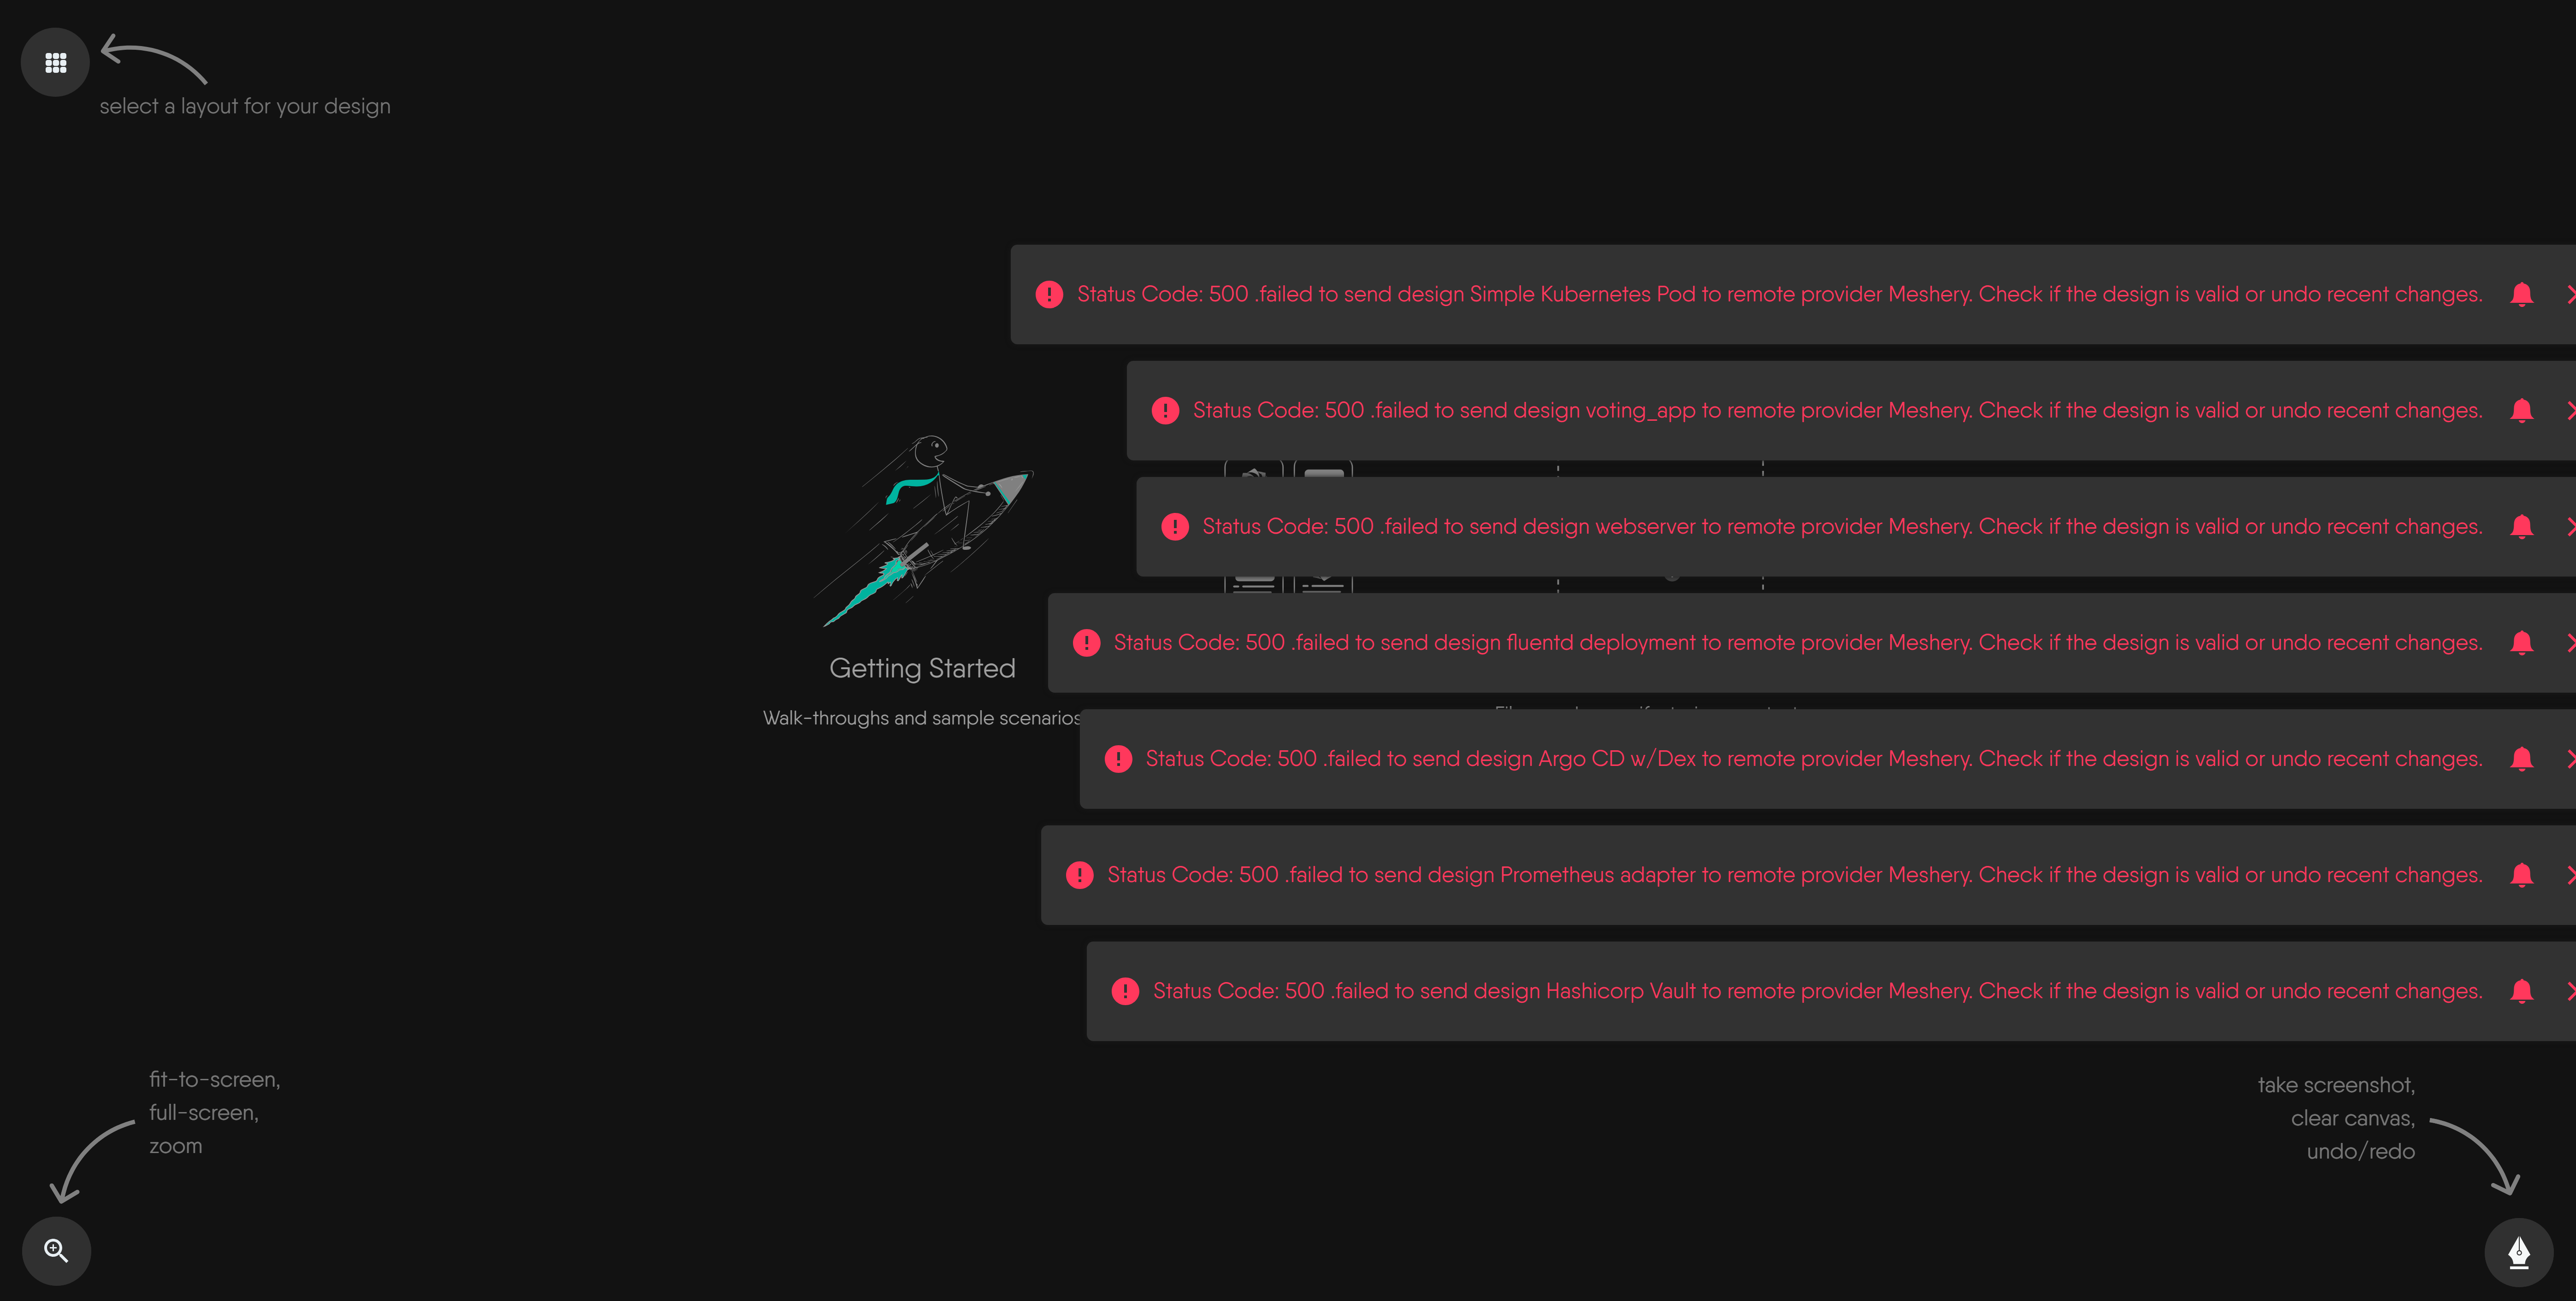 select a layout for your design
Status Code: 500 .failed to send design Simple Kubernetes Pod to remote provider Meshery. Check if the design is valid or undo recent changes.
Status Code: 500 .failed to send design voting_app to remote provider Meshery. Check if the design is valid or undo recent changes.
Status Code: 500 .failed to send design webserver to remote provider Meshery. Check if the design is valid or undo recent changes.
Status Code: 500 .failed to send design fluentd deployment to remote provider Meshery. Check if the design is valid or undo recent changes.
Getting Started
Walk-throughs and sample scenarios
Status Code: 500 .failed to send design Argo CD w/Dex to remote provider Meshery. Check if the design is valid or undo recent changes.
Status Code: 500 .failed to send design Prometheus adapter to remote provider Meshery. Check if the design is valid or undo recent changes.
Status Code: 500 .failed to send design Hashicorp Vault to remote provider Meshery. Check if the design is valid or undo recent changes.
fit-to-screen,
full-screen,
zoom
take screenshot,
clear canvas,
undo/redo